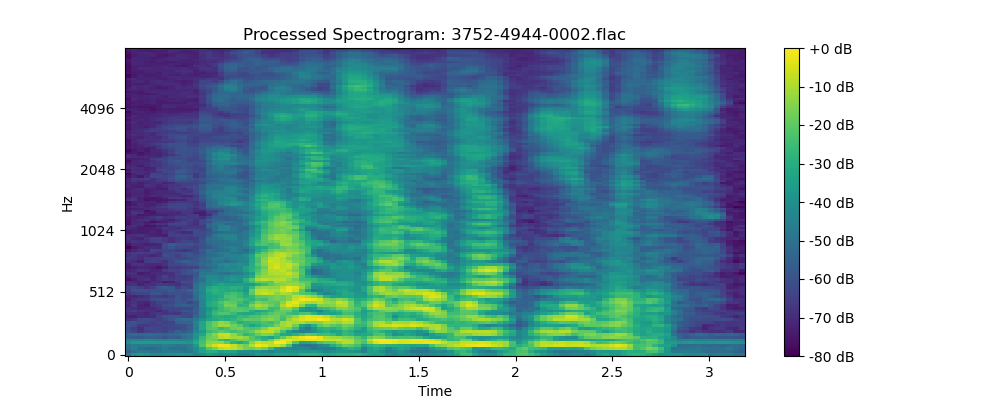 Processed Spectrogram: 3752-4944-0002.flac
Hz
4096
2048
1024
512
0
0
0.5
1
1.5
2
2.5
3
Time
+0 dB
-10 dB
-20 dB
-30 dB
-40 dB
-50 dB
-60 dB
-70 dB
-80 dB